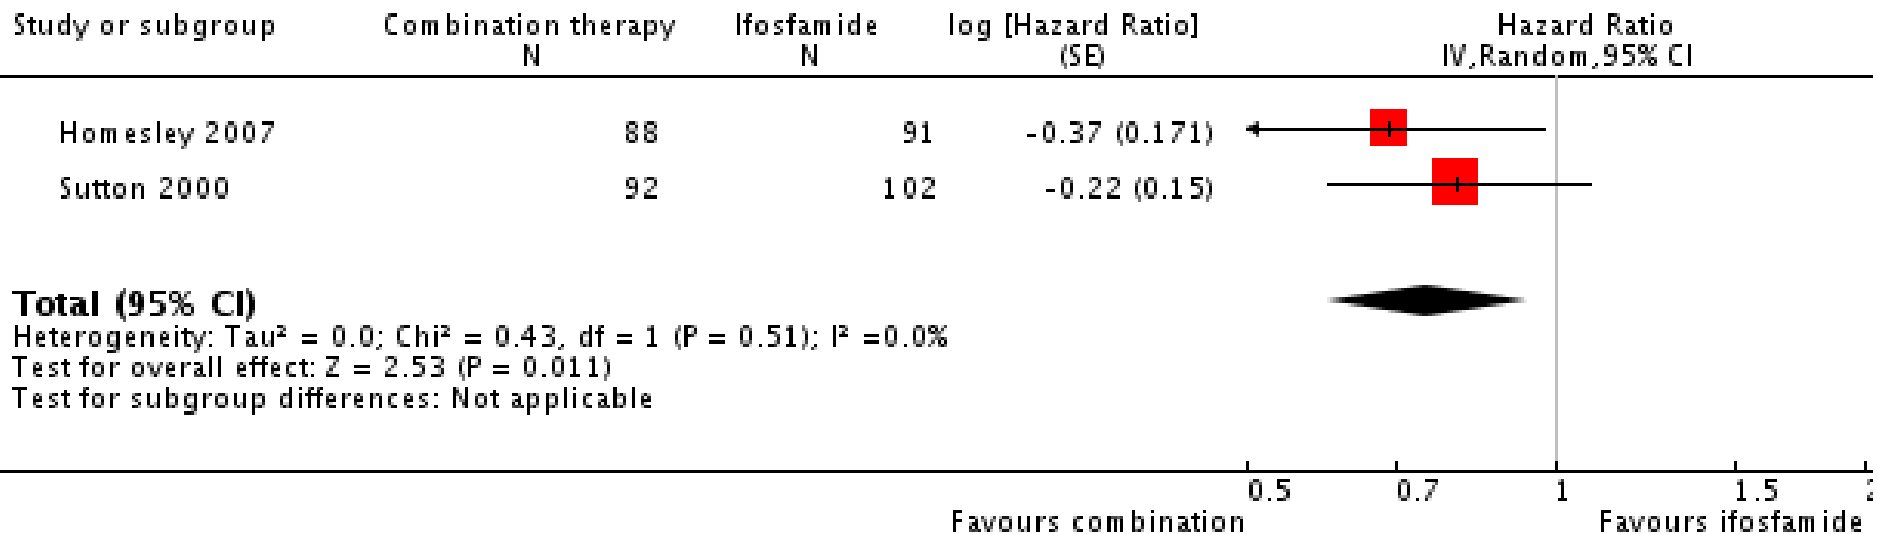 Study or subgroup Combination therapy Ifosfamide log [Hazard Ratio] Hazard Ratio
N N (SE) IV,Random,95% CI
Homesley 2007 88 91 -0.37 (0.171)
Sutton 2000 92 102 -0.22 (0.15)
Total (95% CI)
Heterogeneity: Tau² = 0.0; Chi² = 0.43, df = 1 (P = 0.51); I² =0.0%
Test for overall effect: Z = 2.53 (P = 0.011)
Test for subgroup differences: Not applicable
0.5 0.7 1 1.5 2
Favours combination Favours ifosfamide